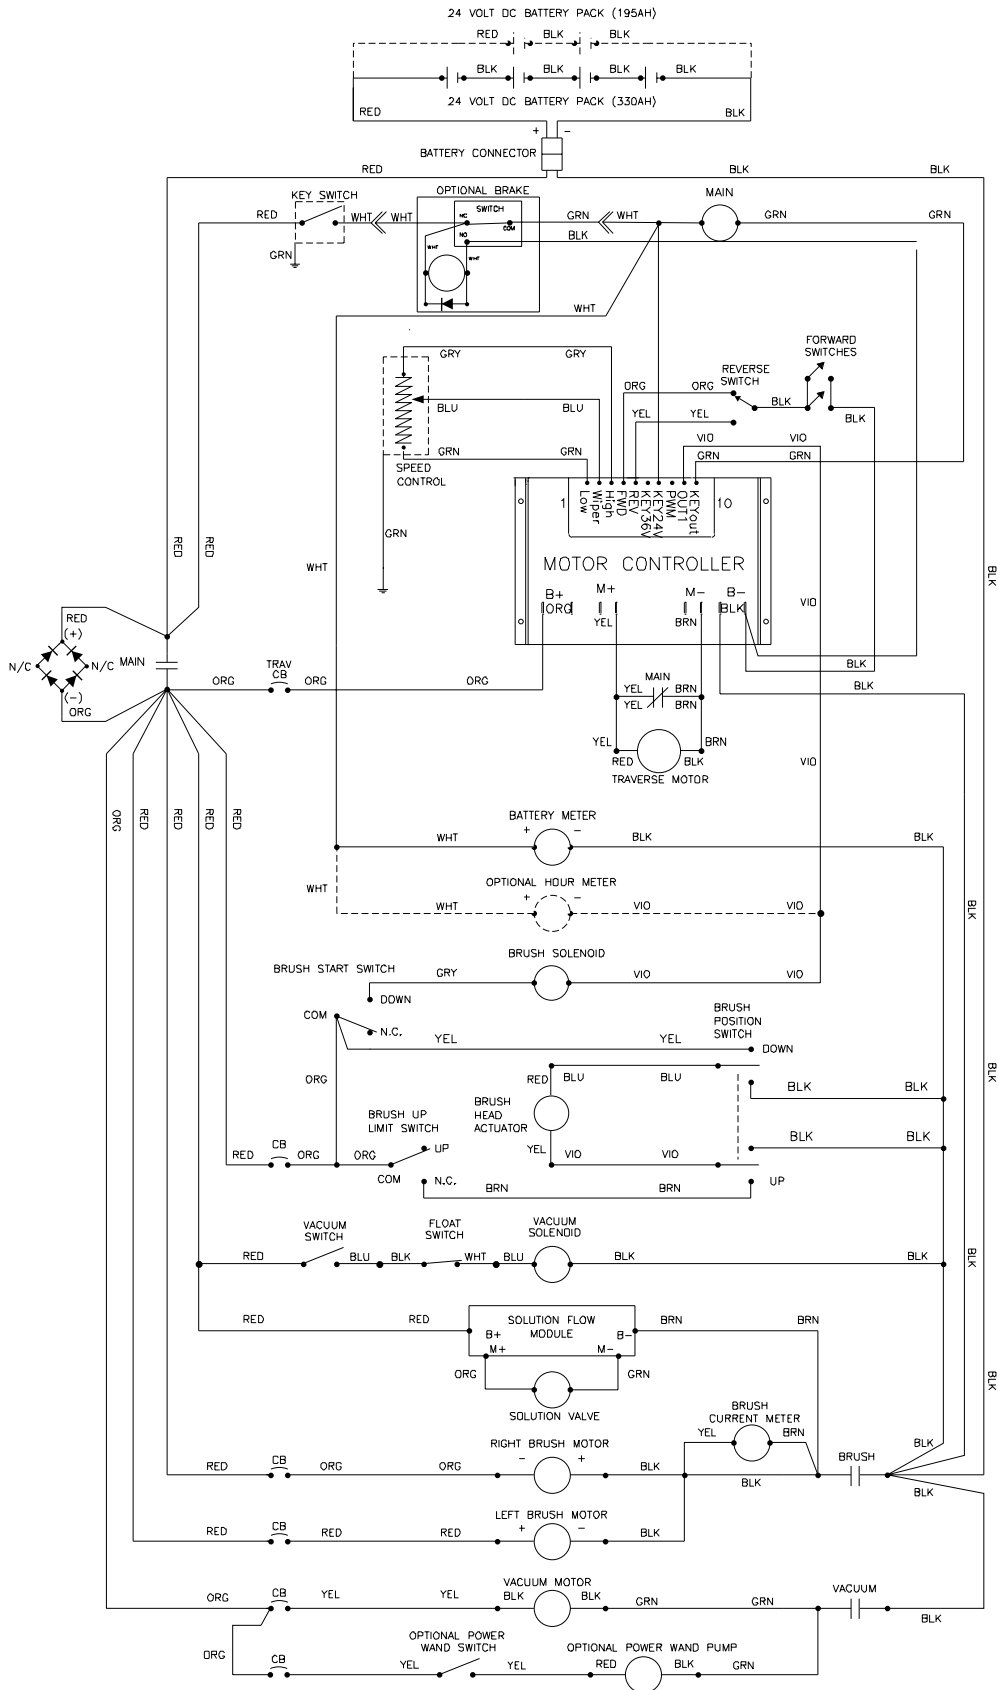 24 VOLT DC BATTERY PACK (195AH)
RED BLK BLK
BLK BLK BLK BLK
24 VOLT DC BATTERY PACK (330AH)
RED BLK
+ −
BATTERY CONNECTOR
RED BLK BLK
KEY SWITCH OPTIONAL BRAKE MAIN
SWITCH
RED WHT WHT NC COM GRN WHT GRN GRN
NO BLK
GRN WHT WHT
WHT
FORWARD
SWITCHES
GRY GRY
REVERSE
SWITCH
ORG ORG
BLU BLU BLK
YEL YEL BLK
VIO VIO
GRN GRN GRN GRN
SPEED
CONTROL
1 Low Wiper High FWD REV KEY36V KEY24V PWM OUT1 KEYout 10
GRN
RED RED
MOTOR CONTROLLER
WHT BLK
B+ M+ M- B-
ORG BLK VIO
YEL BRN
RED
(+)
N/C N/C MAIN
TRAV
CB
BLK
ORG ORG ORG
MAIN
BLK
(-)
ORG
YEL BRN
YEL BRN
YEL BRN
RED BLK
TRAVERSE MOTOR
VIO
ORG RED RED RED RED
BATTERY METER
WHT + − BLK BLK
OPTIONAL HOUR METER
WHT
WHT + − VIO VIO
BLK
BRUSH SOLENOID
BRUSH START SWITCH
GRY VIO VIO
DOWN
COM
N.C.
BRUSH
POSITION
SWITCH
YEL YEL
DOWN
ORG
RED BLU BLU
BLK BLK
BLK
BRUSH UP
LIMIT SWITCH
BRUSH
HEAD
ACTUATOR
CB
UP
BLK BLK
RED ORG ORG
YEL VIO VIO
COM N.C.
UP
BRN BRN
VACUUM
SWITCH
FLOAT
SWITCH
VACUUM
SOLENOID
RED BLU BLK WHT BLU BLK BLK
BLK
RED RED
SOLUTION FLOW
MODULE
BRN BRN
B+ B-
M+ M-
ORG GRN
BLK
SOLUTION VALVE
BRUSH
CURRENT METER
YEL BRN
RIGHT BRUSH MOTOR
BLK
CB BRUSH
RED ORG ORG − + BLK
BLK BLK
LEFT BRUSH MOTOR
CB
RED RED RED + − BLK
VACUUM MOTOR
CB VACUUM
ORG YEL YEL BLK BLK GRN GRN BLK
OPTIONAL POWER
WAND SWITCH
OPTIONAL POWER WAND PUMP
ORG CB YEL YEL RED BLK GRN